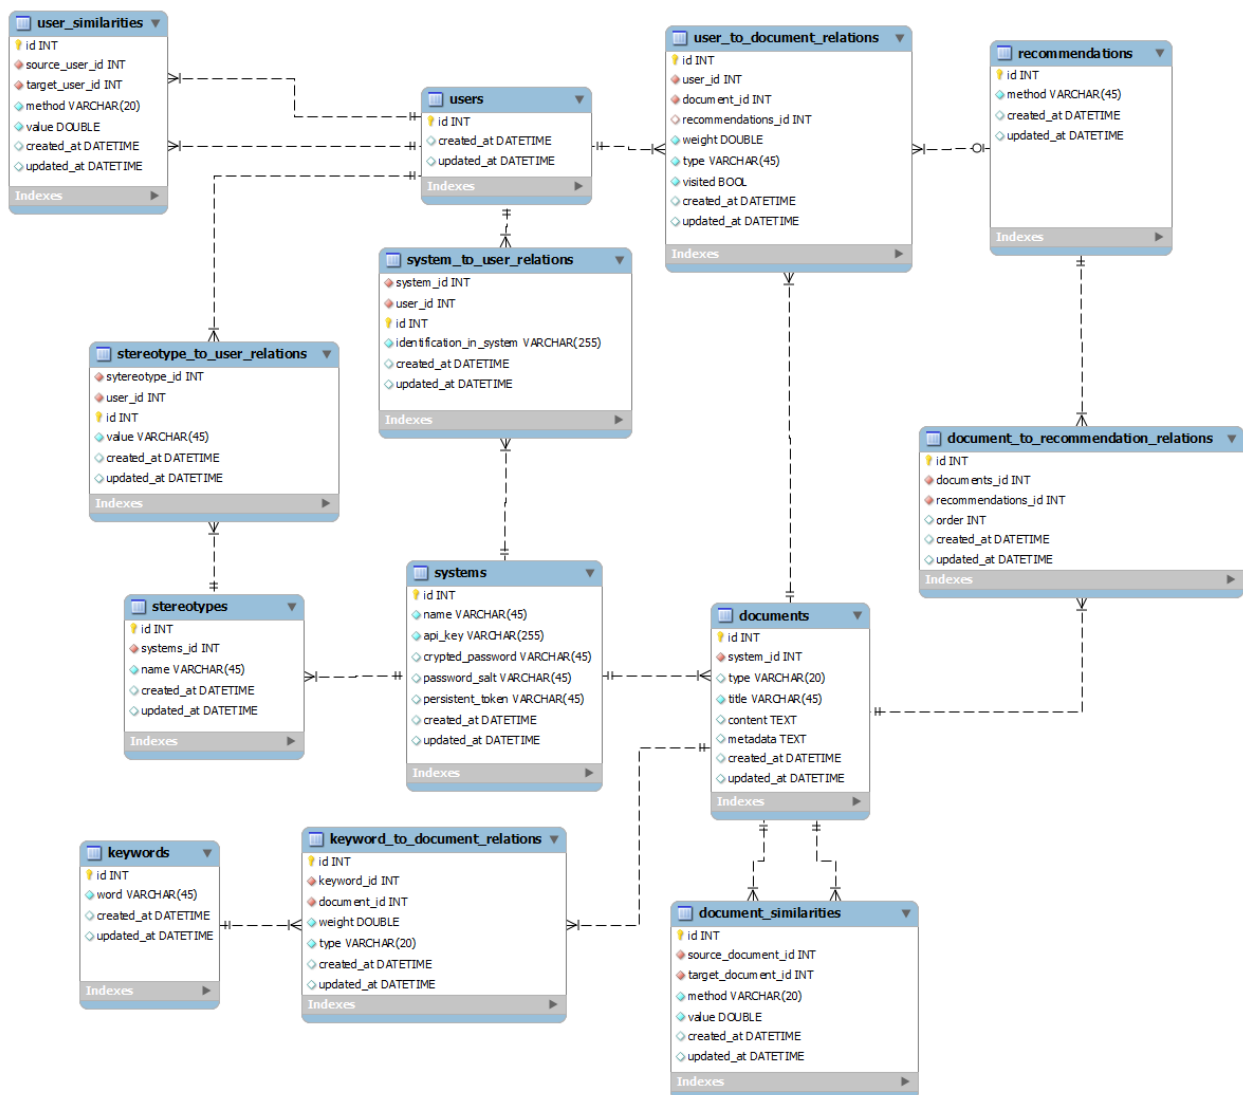 user_similarities
id INT
source_user_id INT
target_user_id INT
method VARCHAR(20)
value DOUBLE
created_at DATETIME
updated_at DATETIME
Indexes
users
id INT
created_at DATETIME
updated_at DATETIME
Indexes
user_to_document_relations
id INT
user_id INT
document_id INT
recommendations_id INT
weight DOUBLE
type VARCHAR(45)
visited BOOL
created_at DATETIME
updated_at DATETIME
Indexes
recommendations
id INT
method VARCHAR(45)
created_at DATETIME
updated_at DATETIME
Indexes
system_to_user_relations
system_id INT
user_id INT
id INT
identification_in_system VARCHAR(255)
created_at DATETIME
updated_at DATETIME
Indexes
stereotype_to_user_relations
sytereotype_id INT
user_id INT
id INT
value VARCHAR(45)
created_at DATETIME
updated_at DATETIME
Indexes
document_to_recommendation_relations
id INT
documents_id INT
recommendations_id INT
order INT
created_at DATETIME
updated_at DATETIME
Indexes
stereotypes
id INT
systems_id INT
name VARCHAR(45)
created_at DATETIME
updated_at DATETIME
Indexes
systems
id INT
name VARCHAR(45)
api_key VARCHAR(255)
crypted_password VARCHAR(45)
password_salt VARCHAR(45)
persistent_token VARCHAR(45)
created_at DATETIME
updated_at DATETIME
Indexes
documents
id INT
system_id INT
type VARCHAR(20)
title VARCHAR(45)
content TEXT
metadata TEXT
created_at DATETIME
updated_at DATETIME
Indexes
keywords
id INT
word VARCHAR(45)
created_at DATETIME
updated_at DATETIME
Indexes
keyword_to_document_relations
id INT
keyword_id INT
document_id INT
weight DOUBLE
type VARCHAR(20)
created_at DATETIME
updated_at DATETIME
Indexes
document_similarities
id INT
source_document_id INT
target_document_id INT
method VARCHAR(20)
value DOUBLE
created_at DATETIME
updated_at DATETIME
Indexes